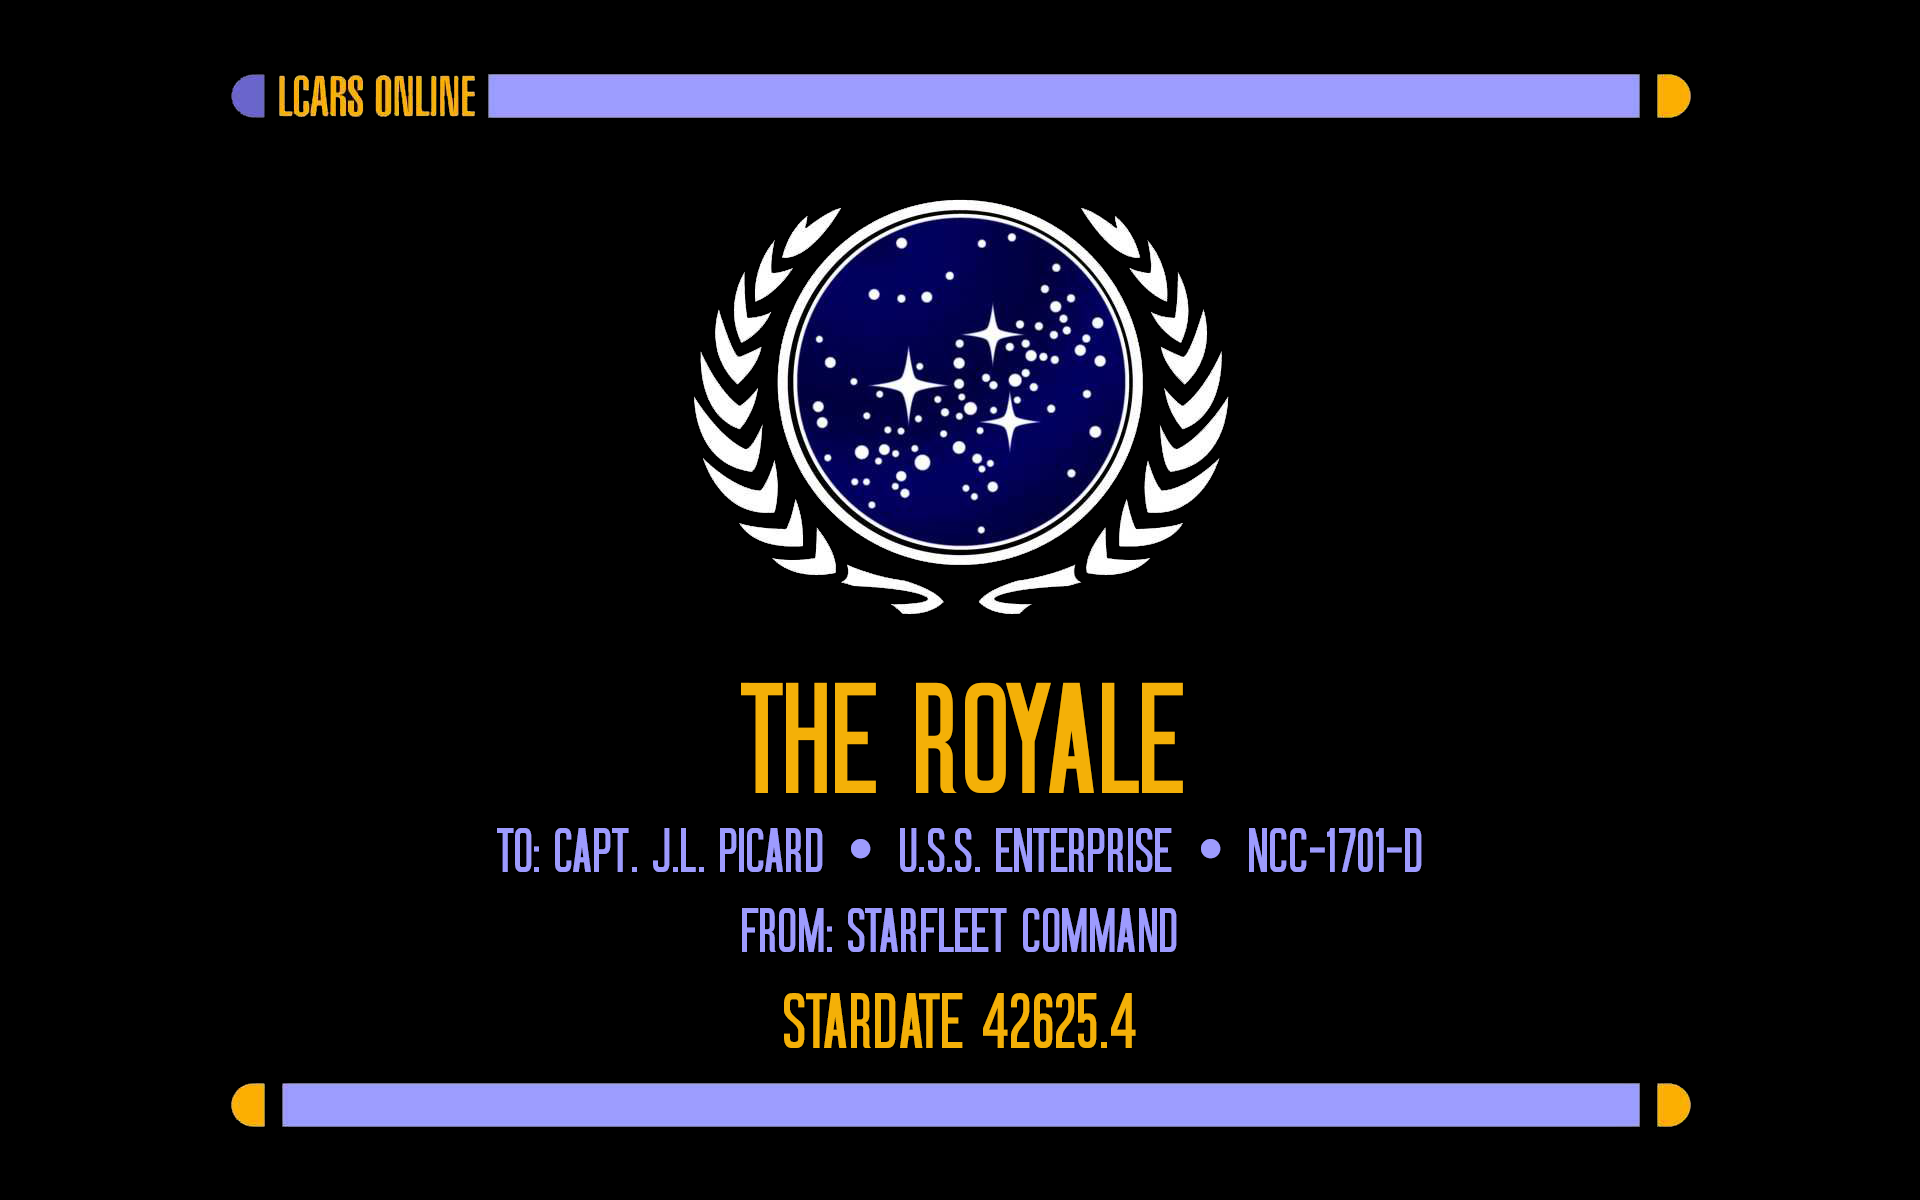 LCARS ONLINE
THE ROYALE
TO: CAPT. J.L. PICARD • U.S.S. ENTERPRISE • NCC-1701-D
FROM: STARFLEET COMMAND
STARDATE 42625.4